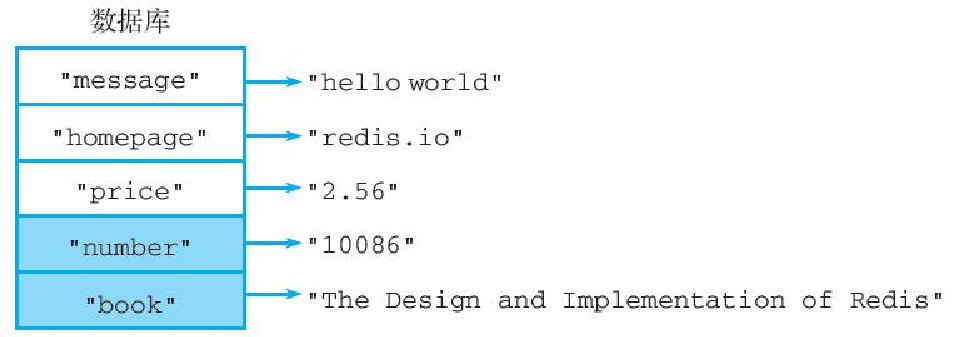 数据库
"message" "hello world"
"homepage" "redis.io"
"price" "2.56"
"number" "10086"
"book" "The Design and Implementation of Redis"